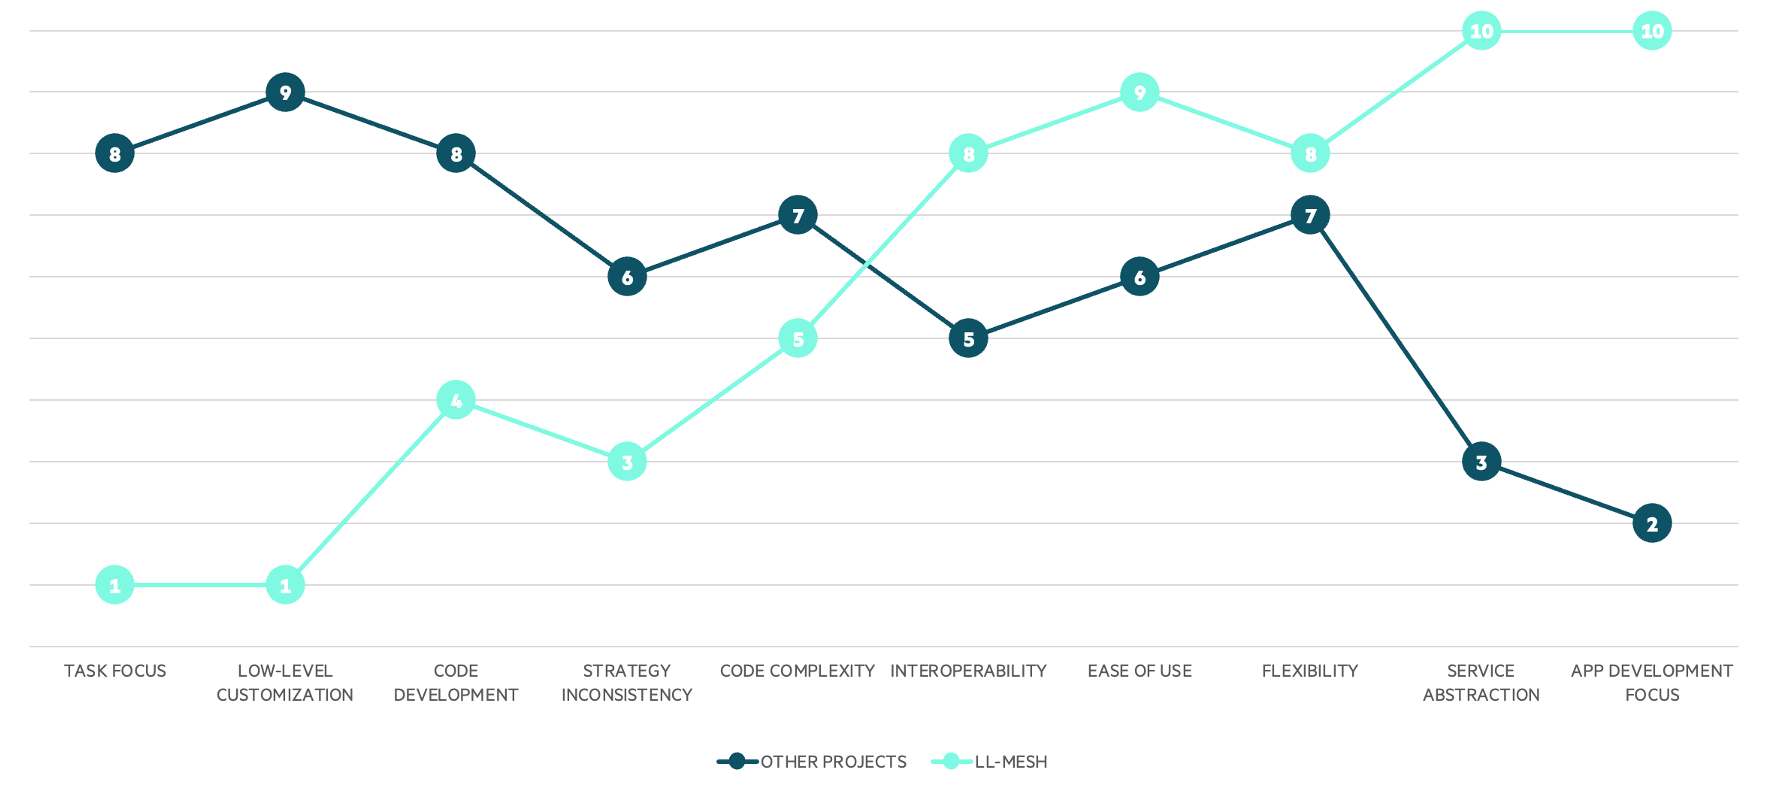 10 10
9 9
8 8 8 8
7 7
6 6
5 5
4
3 3
2
1 1
TASK FOCUS LOW-LEVEL CODE STRATEGY CODE COMPLEXITY INTEROPERABILITY EASE OF USE FLEXIBILITY SERVICE APP DEVELOPMENT
CUSTOMIZATION DEVELOPMENT INCONSISTENCY ABSTRACTION FOCUS
OTHER PROJECTS LL-MESH